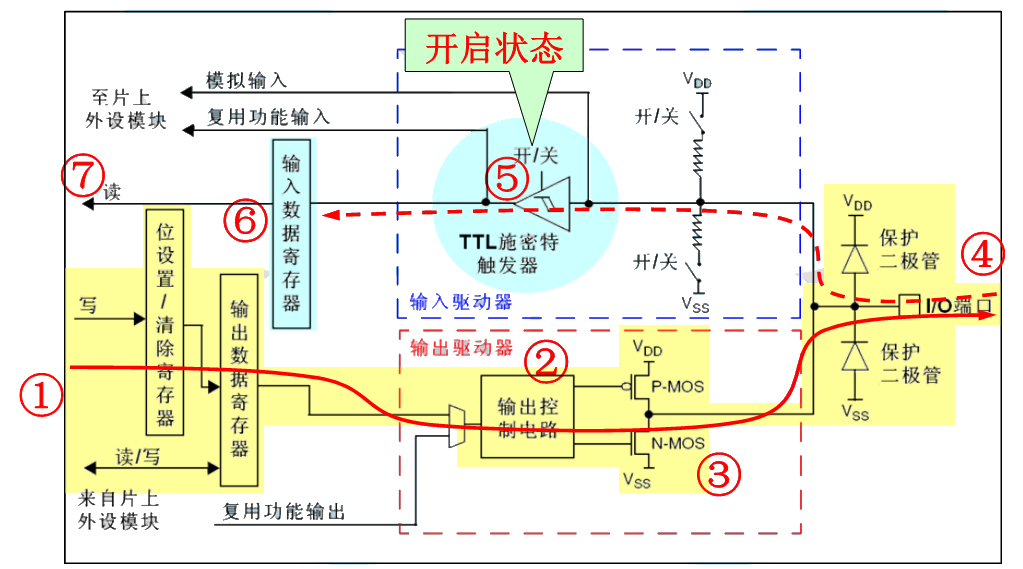 开启状态
模拟输入
至片上
外设模块
复用功能输入
VDD
开/关
开/关
⑦
读
⑥
输入数据寄存器
⑤
TTL施密特
触发器
开/关
VSS
输入驱动器
VDD
保护
二极管
④
I/O端口
保护
二极管
VSS
位设置/清除寄存器
写
输出数据寄存器
①
输出驱动器
②
VDD
P-MOS
输出控
制电路
N-MOS
VSS
③
读/写
来自片上
外设模块
复用功能输出